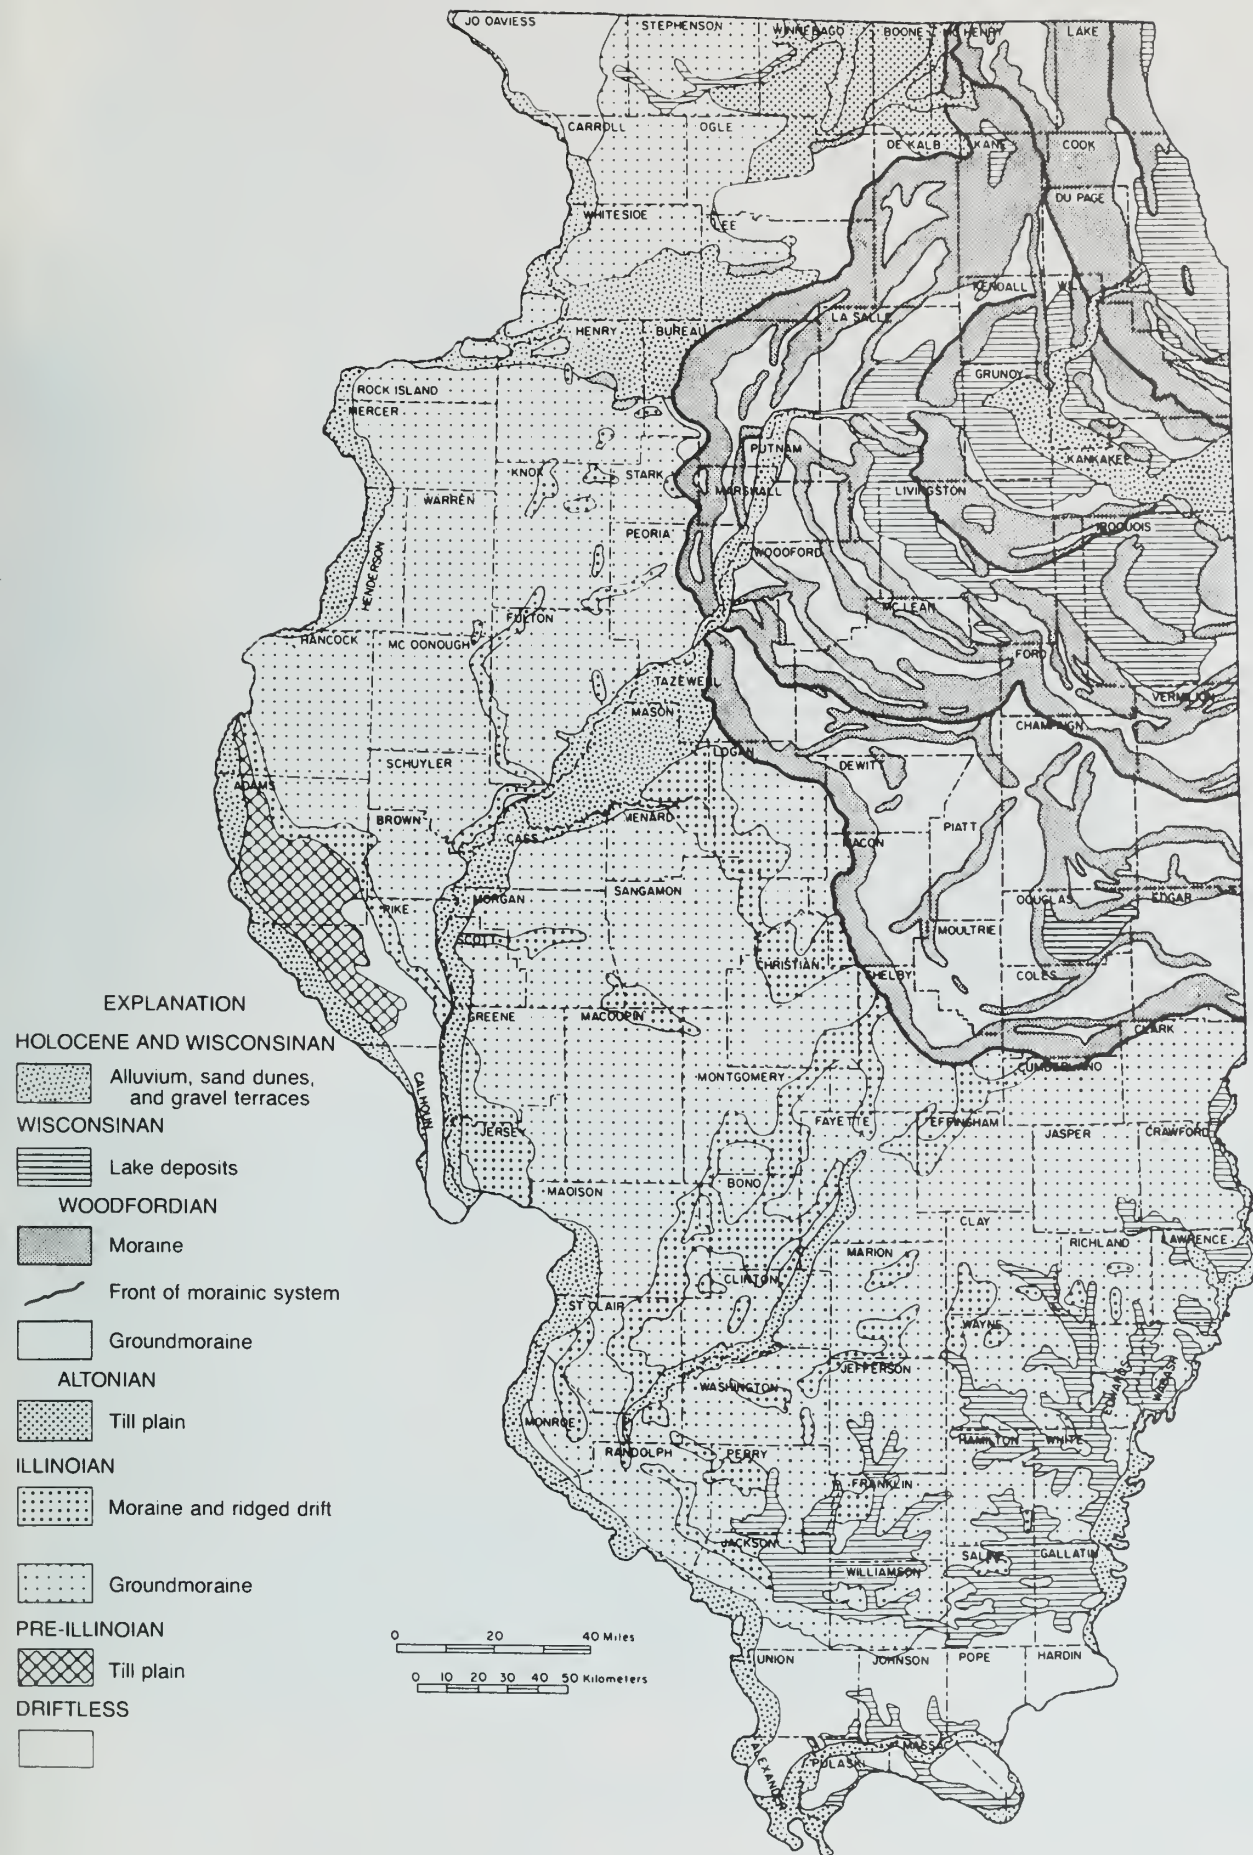 JO DAVIESS
STEPHENSON
WINNEBAGO
BOONE
MC HENRY
LAKE
CARROLL
OGLE
DE KALB
KANE
COOK
DU PAGE
WHITESIDE
LEE
KENDALL
WILL
LA SALLE
HENRY
BUREAU
GRUNDY
ROCK ISLAND
MERCER
PUTNAM
KANKAKEE
KNOX
STARK
MARSHALL
LIVINGSTON
WARREN
IROQUOIS
PEORIA
WOODFORD
HENDERSON
MC LEAN
FULTON
HANCOCK
MC DONOUGH
FORD
TAZEWELL
VERMILION
MASON
CHAMPAIGN
LOGAN
DEWITT
SCHUYLER
ADAMS
BROWN
MENARD
PIATT
CASS
MACON
SANGAMON
MORGAN
DOUGLAS
EDGAR
PIKE
SCOTT
MOULTRIE
CHRISTIAN
SHELBY
COLES
GREENE
MACOUPIN
CLARK
CUMBERLAND
MONTGOMERY
CALHOUN
FAYETTE
EFFINGHAM
JASPER
CRAWFORD
JERSEY
BOND
MADISON
CLAY
RICHLAND
LAWRENCE
MARION
CLINTON
ST CLAIR
WAYNE
JEFFERSON
WASHINGTON
EDWARDS
WABASH
MONROE
RANDOLPH
PERRY
HAMILTON
WHITE
FRANKLIN
JACKSON
WILLIAMSON
SALINE
GALLATIN
UNION
JOHNSON
POPE
HARDIN
ALEXANDER
PULASKI
MASSAC
EXPLANATION
HOLOCENE AND WISCONSINAN
Alluvium, sand dunes,
and gravel terraces
WISCONSINAN
Lake deposits
WOODFORDIAN
Moraine
Front of morainic system
Groundmoraine
ALTONIAN
Till plain
ILLINOIAN
Moraine and ridged drift
Groundmoraine
PRE-ILLINOIAN
Till plain
DRIFTLESS
0 20 40 Miles
0 10 20 30 40 50 Kilometers